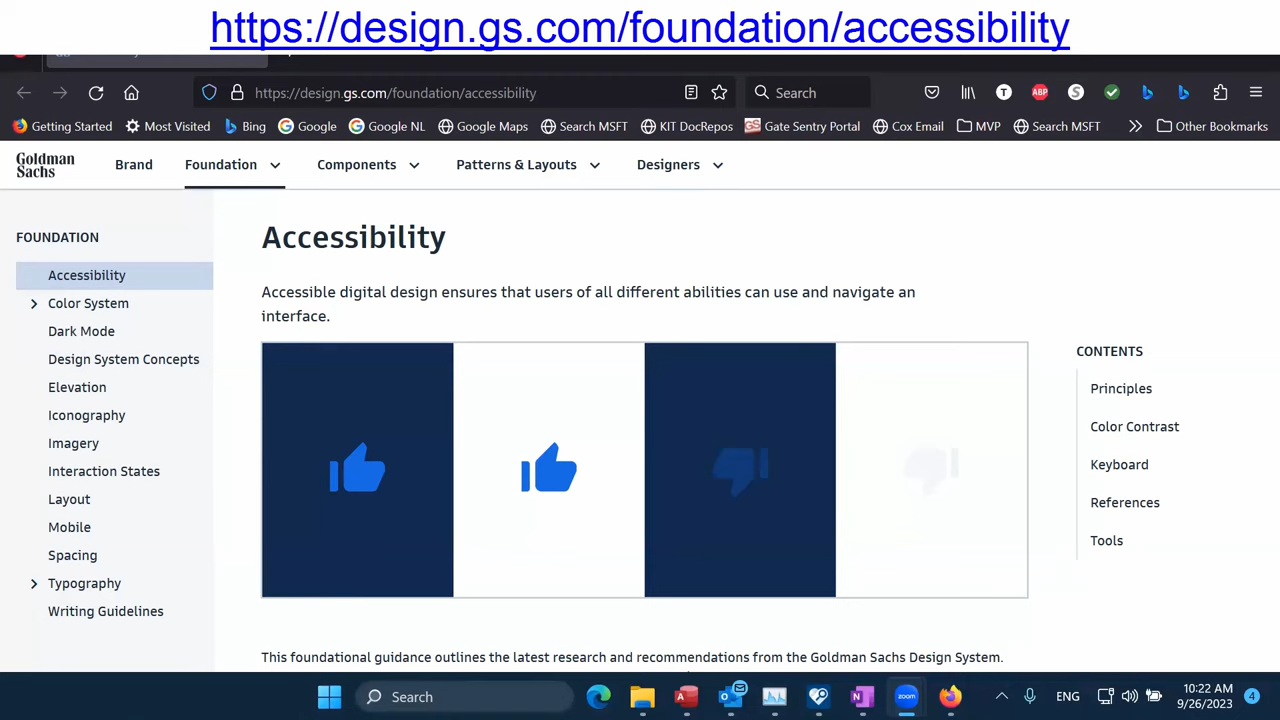 https://design.gs.com/foundation/accessibility
https://design.gs.com/foundation/accessibility
Search
Getting Started
Most Visited
Bing
Google
Google NL
Google Maps
Search MSFT
KIT DocRepos
Gate Sentry Portal
Cox Email
MVP
Search MSFT
Other Bookmarks
Goldman
Sachs
Brand
Foundation
Components
Patterns & Layouts
Designers
FOUNDATION
Accessibility
Color System
Dark Mode
Design System Concepts
Elevation
Iconography
Imagery
Interaction States
Layout
Mobile
Spacing
Typography
Writing Guidelines
Accessibility
Accessible digital design ensures that users of all different abilities can use and navigate an
interface.
CONTENTS
Principles
Color Contrast
Keyboard
References
Tools
This foundational guidance outlines the latest research and recommendations from the Goldman Sachs Design System.
Search
zoom
ENG
10:22 AM
9/26/2023
4